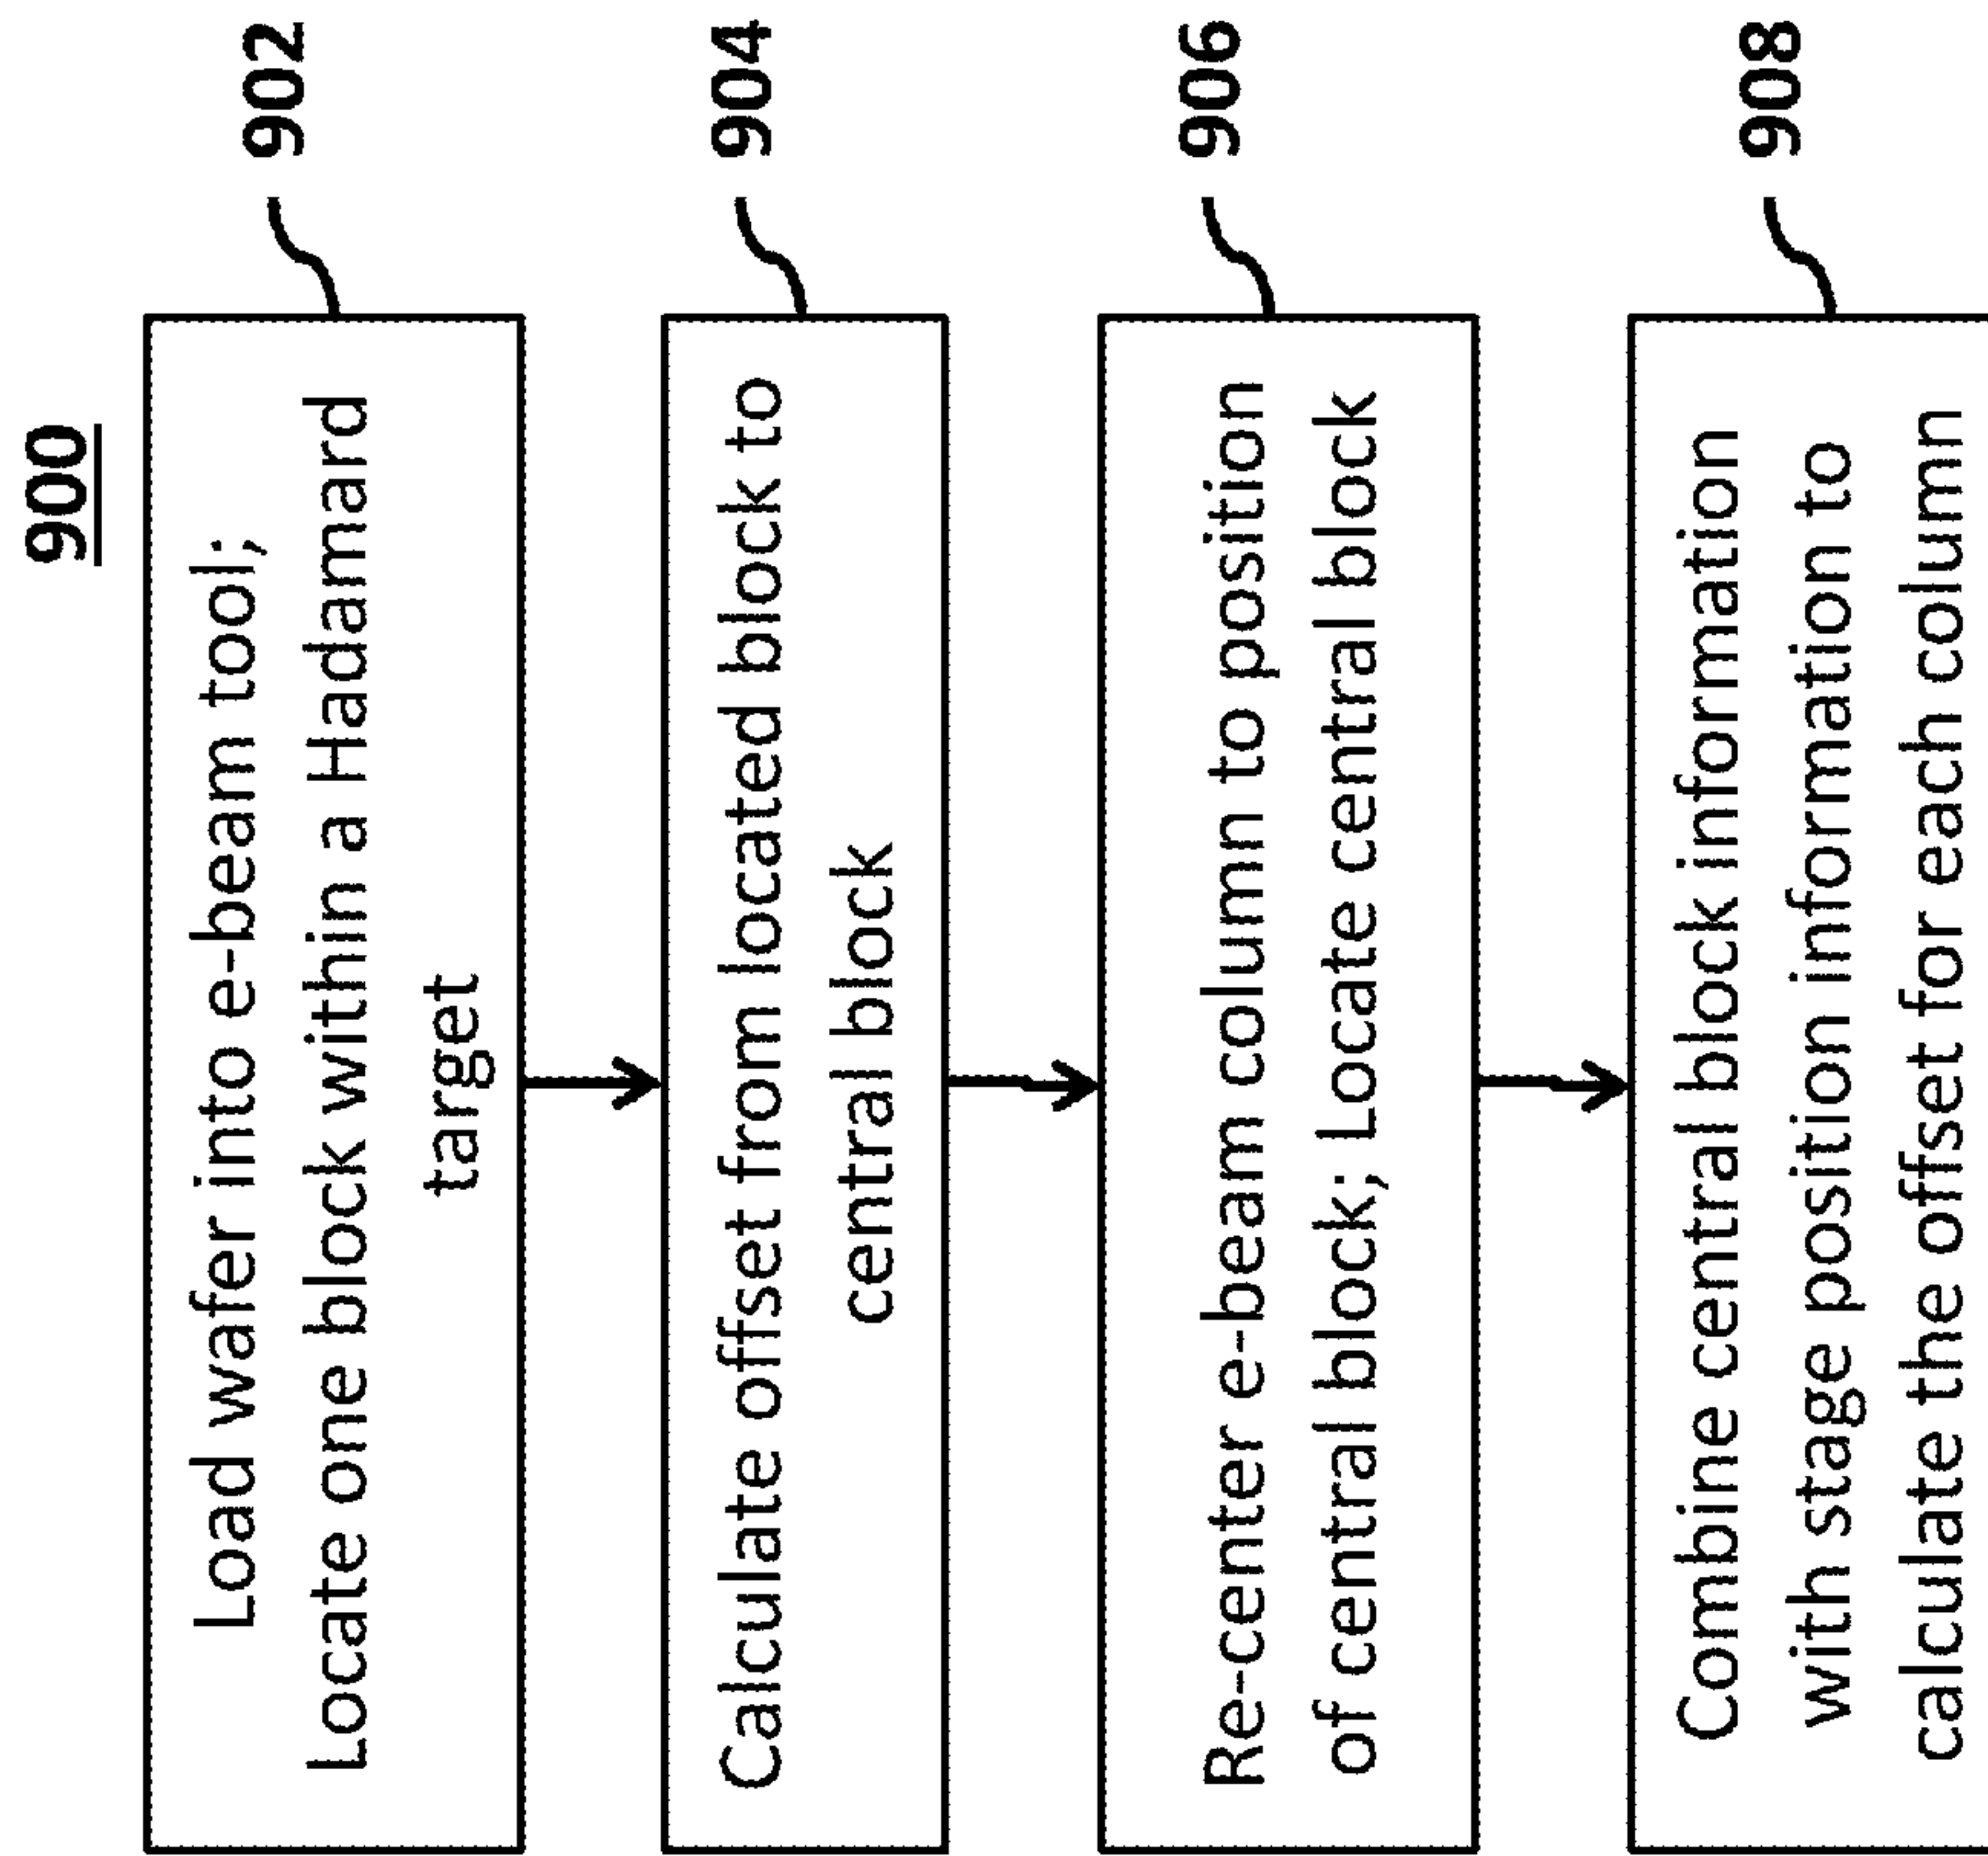 900
Load wafer into e-beam tool;
Locate one block within a Hadamard
target
902
Calculate offset from located block to
central block
904
Re-center e-beam column to position
of central block; Locate central block
906
Combine central block information
with stage position information to
calculate the offset for each column
908